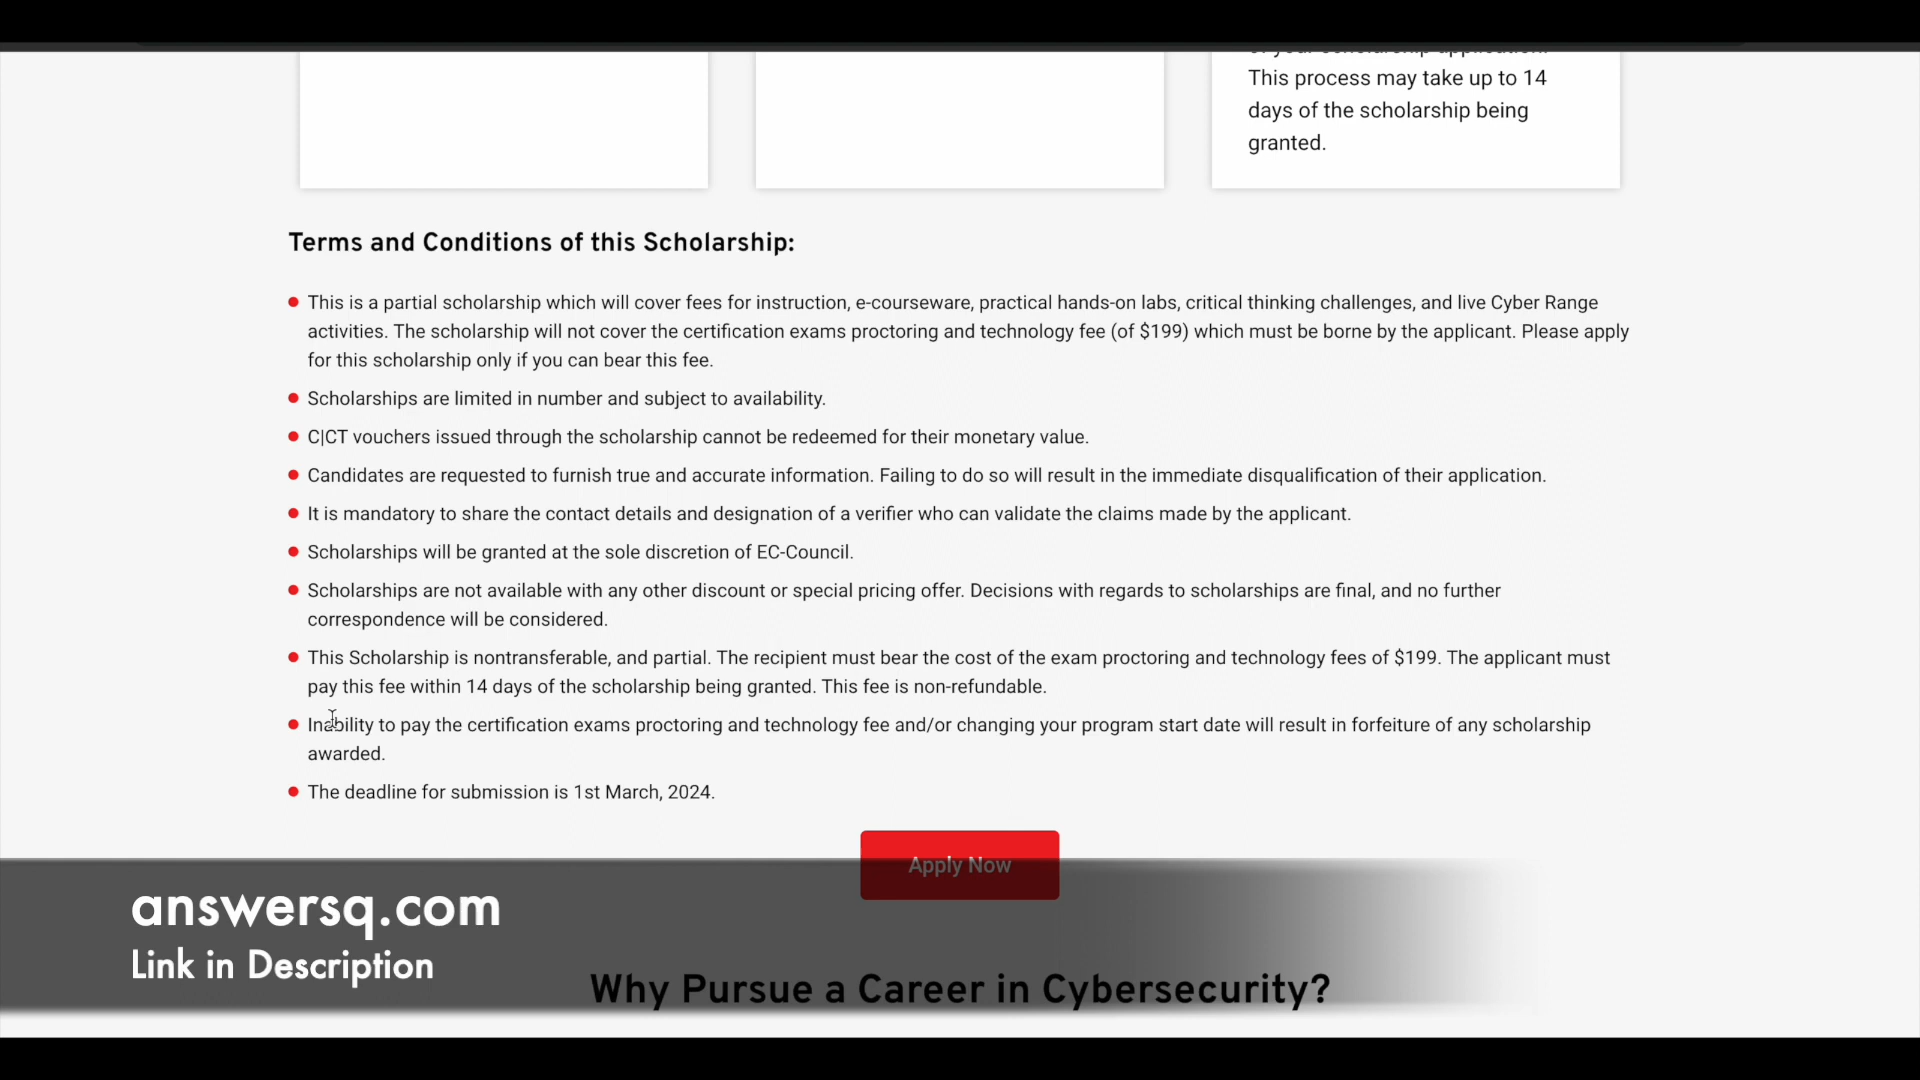 This process may take up to 14
days of the scholarship being
granted.
Terms and Conditions of this Scholarship:
This is a partial scholarship which will cover fees for instruction, e-courseware, practical hands-on labs, critical thinking challenges, and live Cyber Range
activities. The scholarship will not cover the certification exams proctoring and technology fee (of $199) which must be borne by the applicant. Please apply
for this scholarship only if you can bear this fee.
Scholarships are limited in number and subject to availability.
C|CT vouchers issued through the scholarship cannot be redeemed for their monetary value.
Candidates are requested to furnish true and accurate information. Failing to do so will result in the immediate disqualification of their application.
It is mandatory to share the contact details and designation of a verifier who can validate the claims made by the applicant.
Scholarships will be granted at the sole discretion of EC-Council.
Scholarships are not available with any other discount or special pricing offer. Decisions with regards to scholarships are final, and no further
correspondence will be considered.
This Scholarship is nontransferable, and partial. The recipient must bear the cost of the exam proctoring and technology fees of $199. The applicant must
pay this fee within 14 days of the scholarship being granted. This fee is non-refundable.
Inability to pay the certification exams proctoring and technology fee and/or changing your program start date will result in forfeiture of any scholarship
awarded.
The deadline for submission is 1st March, 2024.
Apply Now
answersq.com
Link in Description
Why Pursue a Career in Cybersecurity?